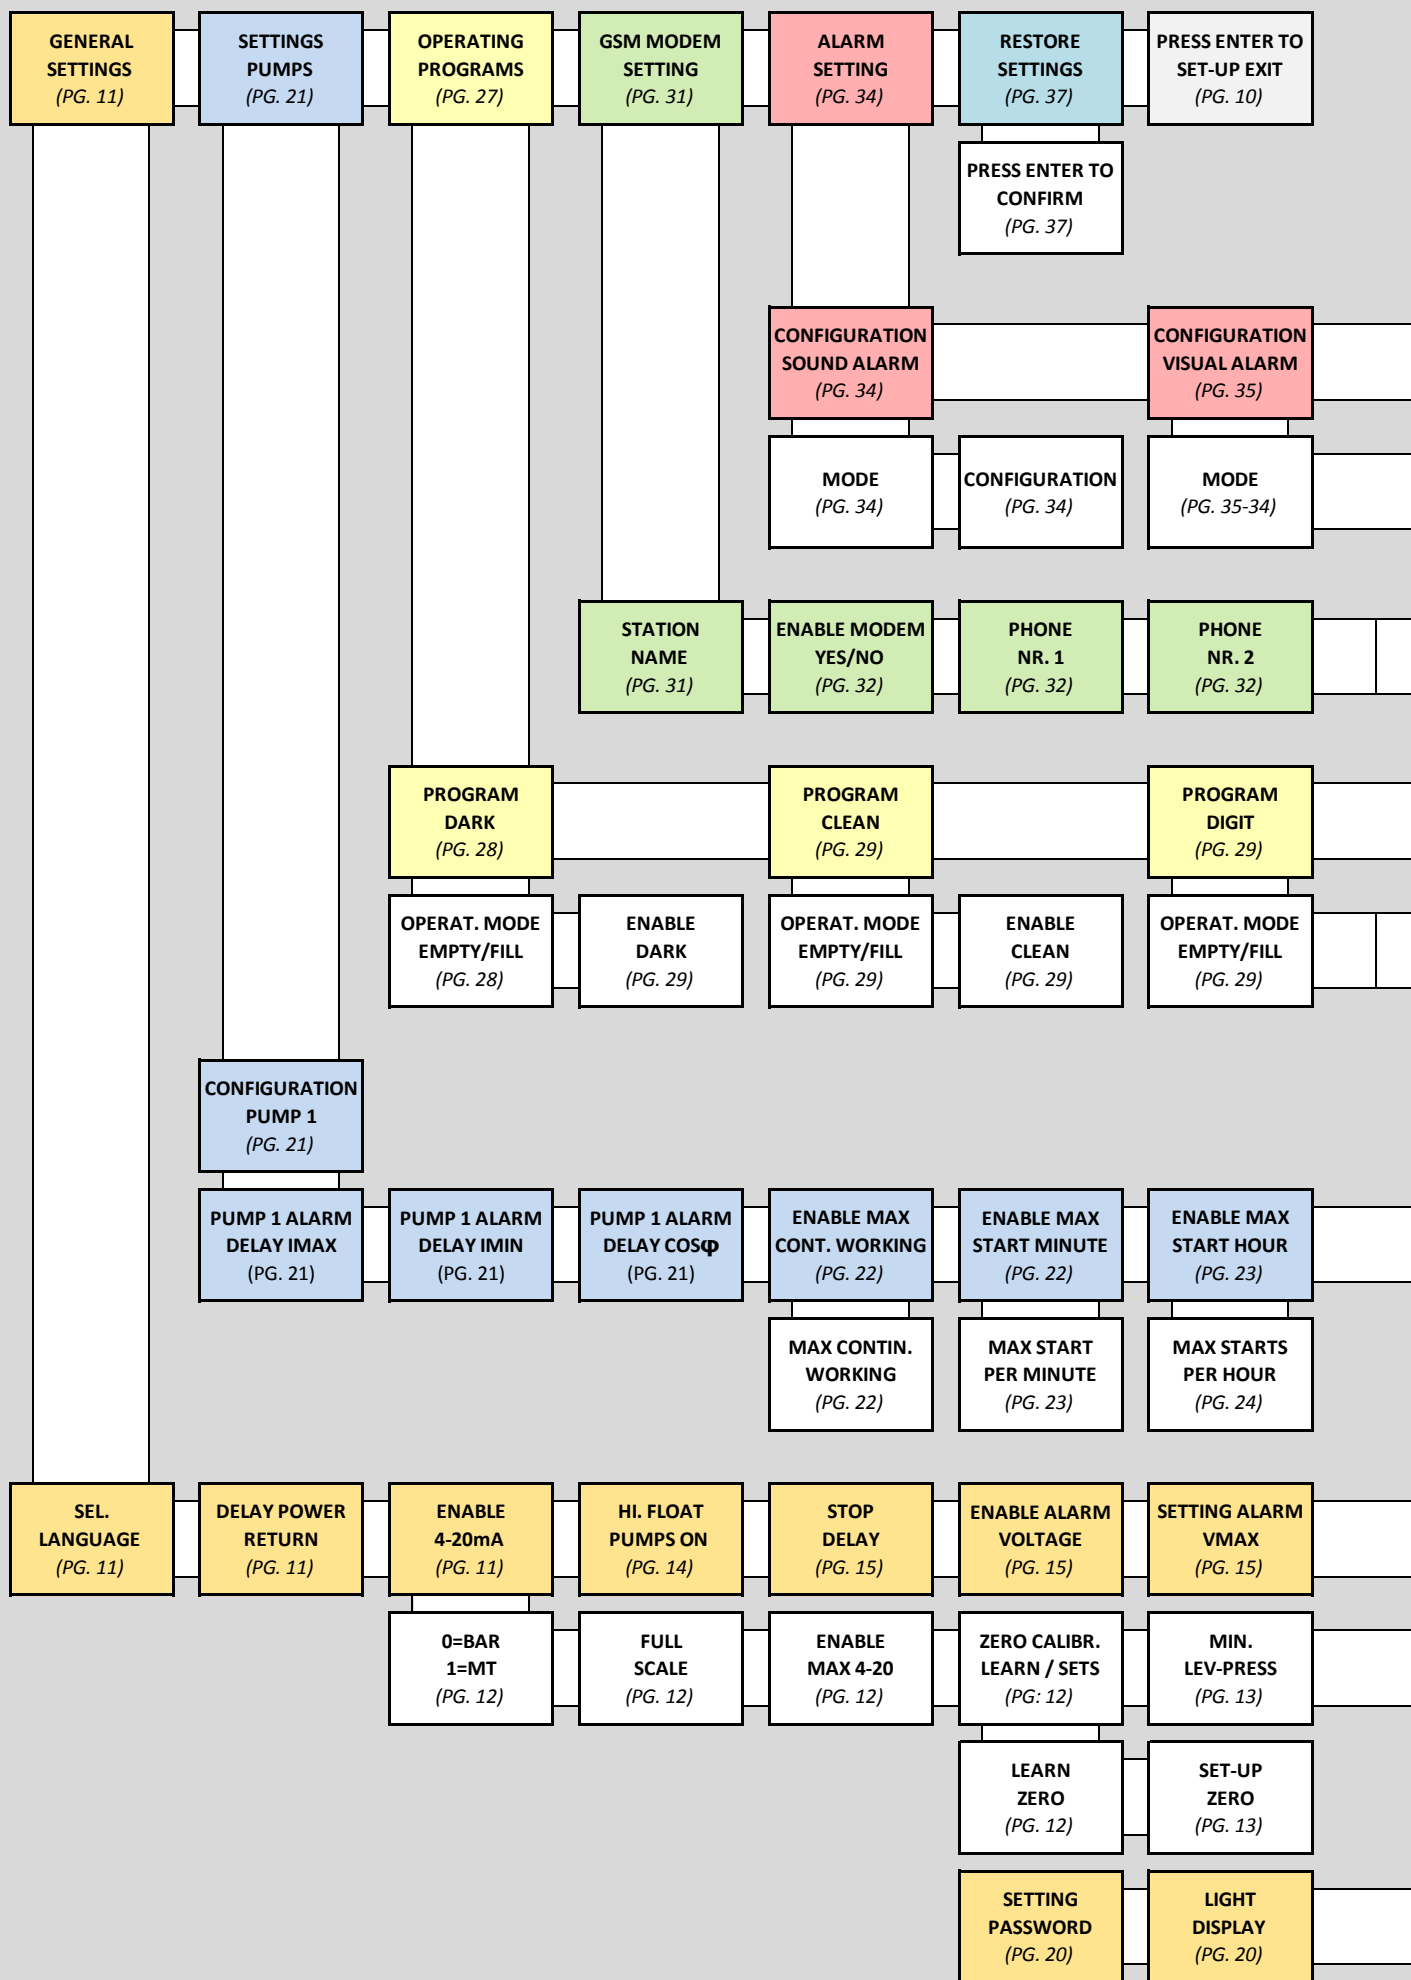 GENERAL
SETTINGS
(PG. 11)
SETTINGS
PUMPS
(PG. 21)
OPERATING
PROGRAMS
(PG. 27)
GSM MODEM
SETTING
(PG. 31)
ALARM
SETTING
(PG. 34)
RESTORE
SETTINGS
(PG. 37)
PRESS ENTER TO
SET-UP EXIT
(PG. 10)
PRESS ENTER TO
CONFIRM
(PG. 37)
CONFIGURATION
SOUND ALARM
(PG. 34)
CONFIGURATION
VISUAL ALARM
(PG. 35)
MODE
(PG. 34)
CONFIGURATION
(PG. 34)
MODE
(PG. 35-34)
STATION
NAME
(PG. 31)
ENABLE MODEM
YES/NO
(PG. 32)
PHONE
NR. 1
(PG. 32)
PHONE
NR. 2
(PG. 32)
PROGRAM
DARK
(PG. 28)
PROGRAM
CLEAN
(PG. 29)
PROGRAM
DIGIT
(PG. 29)
OPERAT. MODE
EMPTY/FILL
(PG. 28)
ENABLE
DARK
(PG. 29)
OPERAT. MODE
EMPTY/FILL
(PG. 29)
ENABLE
CLEAN
(PG. 29)
OPERAT. MODE
EMPTY/FILL
(PG. 29)
CONFIGURATION
PUMP 1
(PG. 21)
PUMP 1 ALARM
DELAY IMAX
(PG. 21)
PUMP 1 ALARM
DELAY IMIN
(PG. 21)
PUMP 1 ALARM
DELAY COSφ
(PG. 21)
ENABLE MAX
CONT. WORKING
(PG. 22)
ENABLE MAX
START MINUTE
(PG. 22)
ENABLE MAX
START HOUR
(PG. 23)
MAX CONTIN.
WORKING
(PG. 22)
MAX START
PER MINUTE
(PG. 23)
MAX STARTS
PER HOUR
(PG. 24)
SEL.
LANGUAGE
(PG. 11)
DELAY POWER
RETURN
(PG. 11)
ENABLE
4-20mA
(PG. 11)
HI. FLOAT
PUMPS ON
(PG. 14)
STOP
DELAY
(PG. 15)
ENABLE ALARM
VOLTAGE
(PG. 15)
SETTING ALARM
VMAX
(PG. 15)
0=BAR
1=MT
(PG. 12)
FULL
SCALE
(PG. 12)
ENABLE
MAX 4-20
(PG. 12)
ZERO CALIBR.
LEARN / SETS
(PG: 12)
MIN.
LEV-PRESS
(PG. 13)
LEARN
ZERO
(PG. 12)
SET-UP
ZERO
(PG. 13)
SETTING
PASSWORD
(PG. 20)
LIGHT
DISPLAY
(PG. 20)